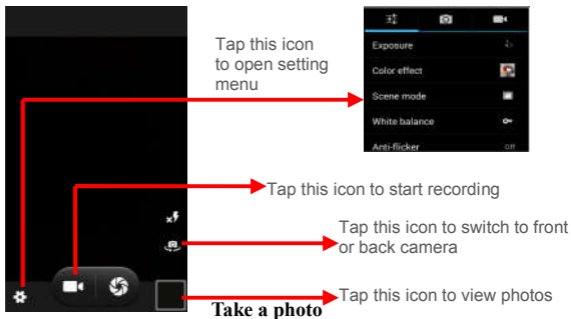 Tap this icon
to open setting
menu
Exposure
Color effect
Scene mode
White balance
Anti-flicker Off
Tap this icon to start recording
Tap this icon to switch to front
or back camera
Tap this icon to view photos
Take a photo